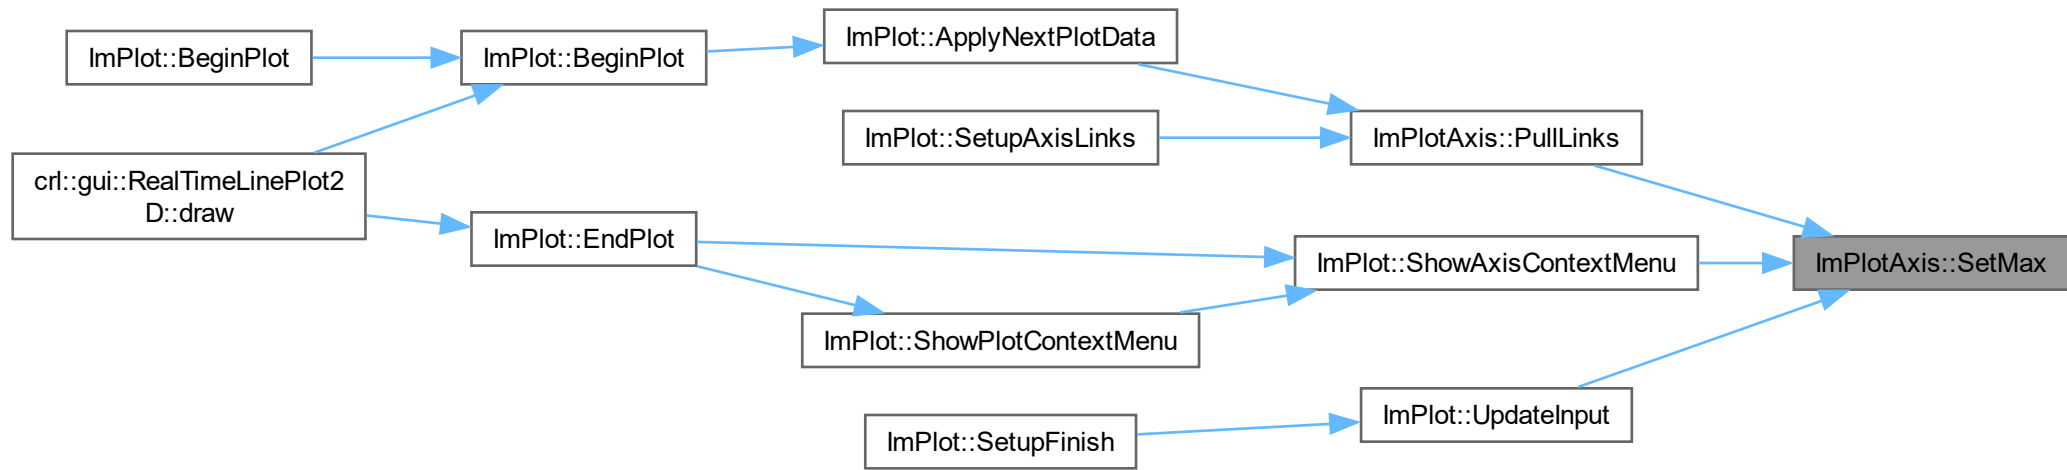 ImPlot::BeginPlot
ImPlot::BeginPlot
ImPlot::ApplyNextPlotData
ImPlot::SetupAxisLinks
ImPlotAxis::PullLinks
crl::gui::RealTimeLinePlot2
D::draw
ImPlot::EndPlot
ImPlot::ShowAxisContextMenu
ImPlotAxis::SetMax
ImPlot::ShowPlotContextMenu
ImPlot::UpdateInput
ImPlot::SetupFinish